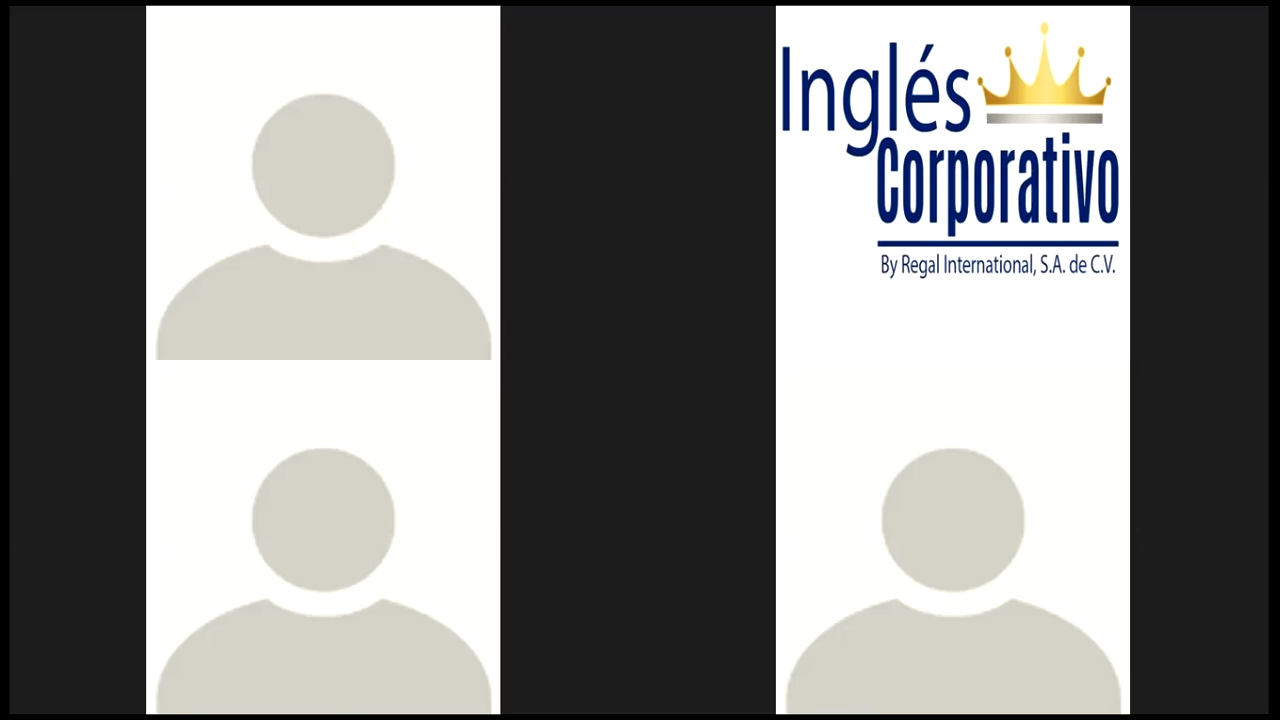 Inglés
Corporativo
By Regal International, S.A. de C.V.